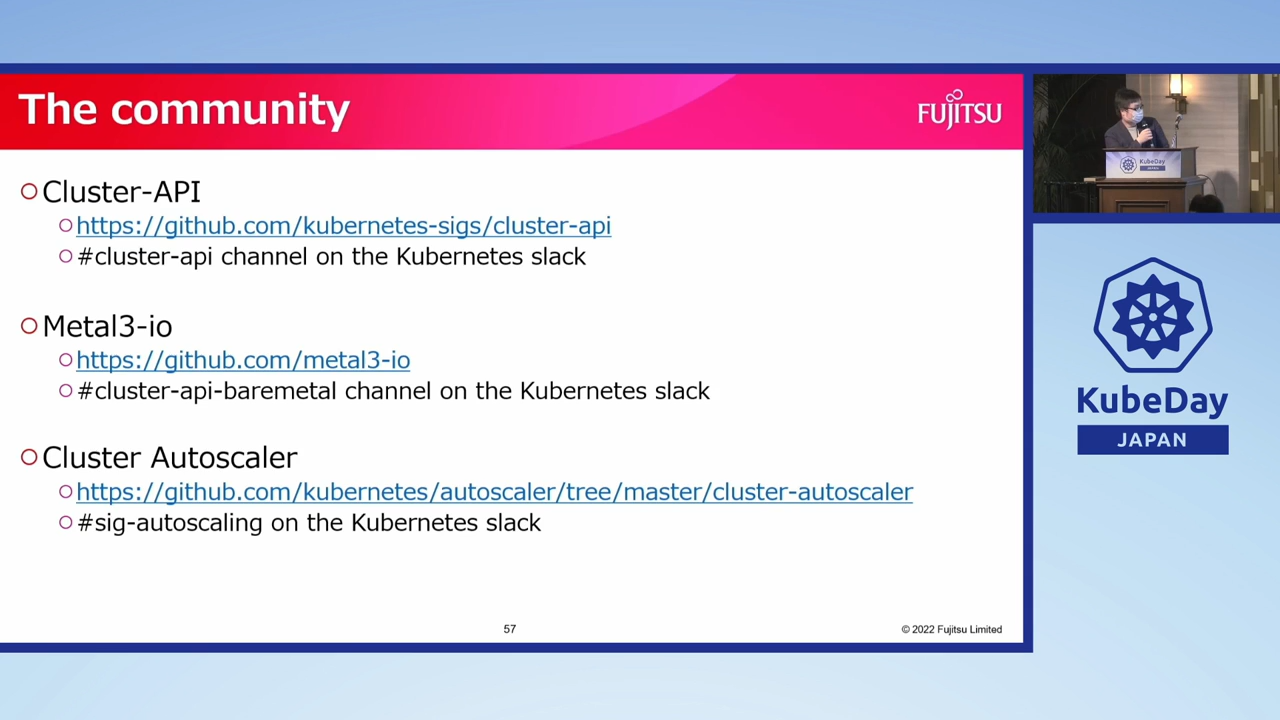 The community
FUJITSU
Cluster-API
https://github.com/kubernetes-sigs/cluster-api
#cluster-api channel on the Kubernetes slack
Metal3-io
https://github.com/metal3-io
#cluster-api-baremetal channel on the Kubernetes slack
Cluster Autoscaler
https://github.com/kubernetes/autoscaler/tree/master/cluster-autoscaler
#sig-autoscaling on the Kubernetes slack
57
© 2022 Fujitsu Limited
KubeDay
JAPAN
KubeDay
JAPAN